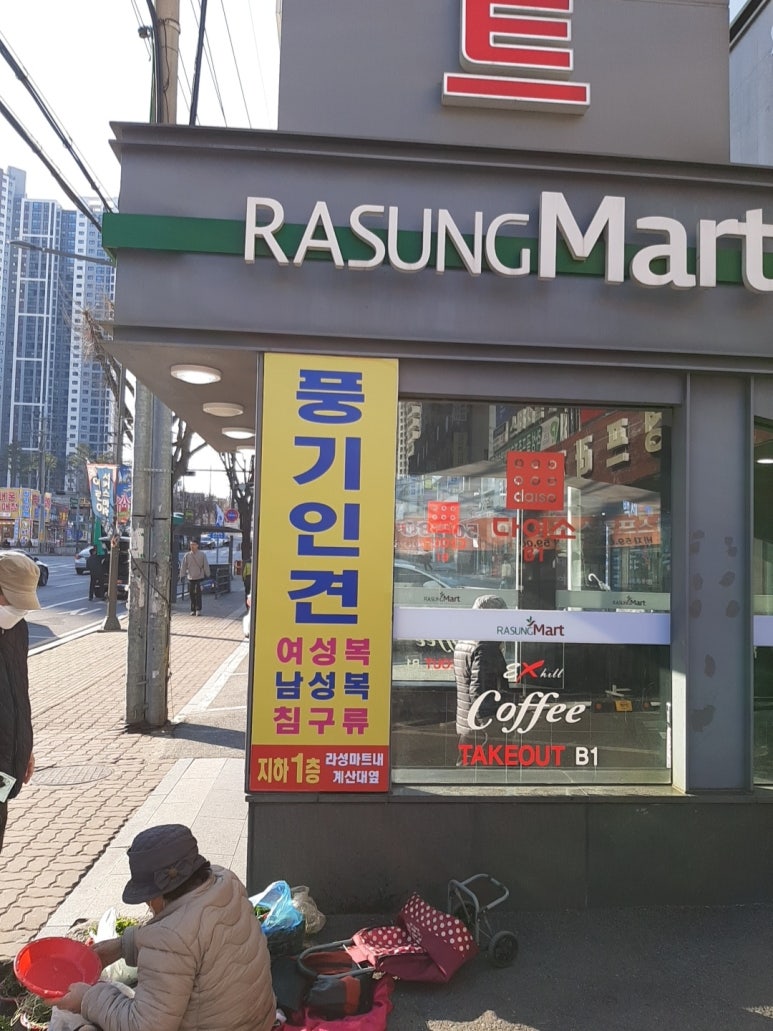 트
RASUNG Mart
풍기인견
여성복
남성복
침구류
지하1층
라성마트내
계산대옆
daiso
다이소
RASUNG Mart
RASUNG Mart
RASUNG Mart
EXhill
Coffee
TAKEOUT B1